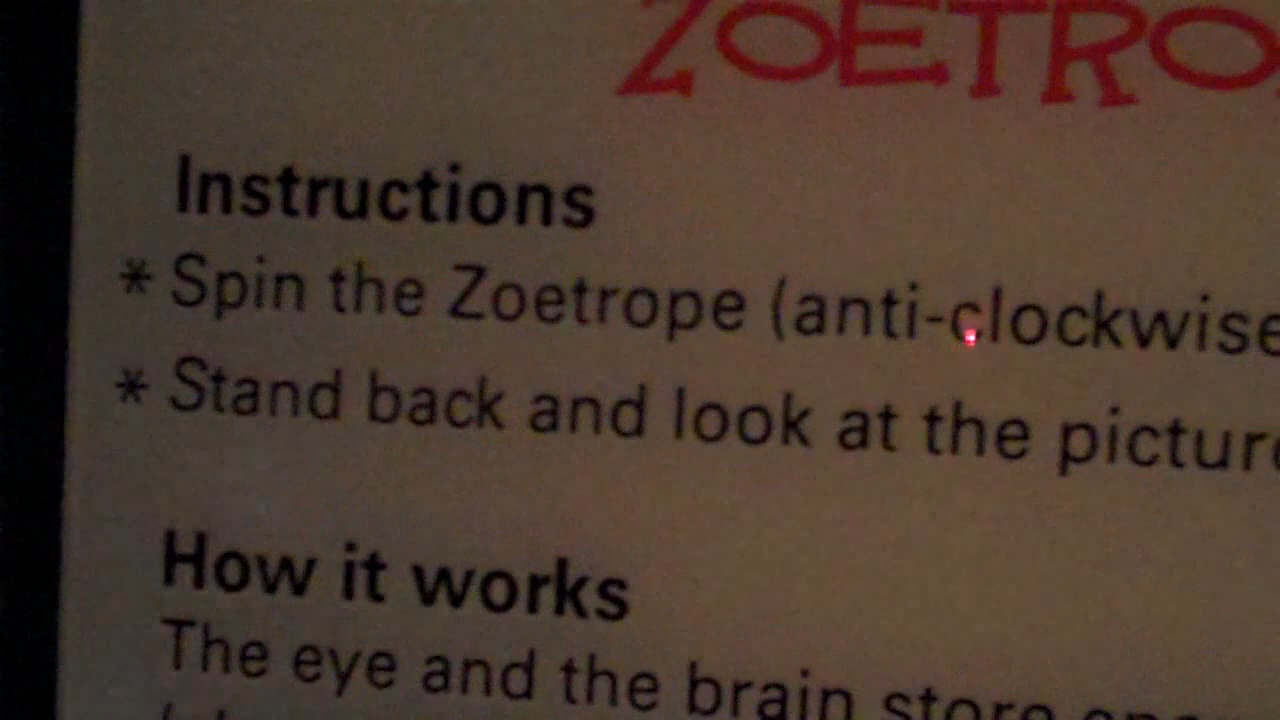 ZOETRO
Instructions
* Spin the Zoetrope (anti-clockwise
* Stand back and look at the picture
How it works
The eye and the brain store